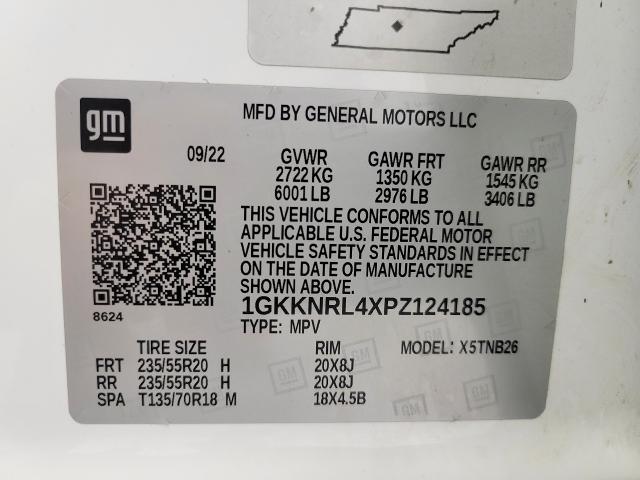 gm
MFD BY GENERAL MOTORS LLC
09/22 GVWR GAWR FRT GAWR RR
2722 KG 1350 KG 1545 KG
6001 LB 2976 LB 3406 LB
THIS VEHICLE CONFORMS TO ALL
APPLICABLE U.S. FEDERAL MOTOR
VEHICLE SAFETY STANDARDS IN EFFECT
ON THE DATE OF MANUFACTURE
SHOWN ABOVE.
1GKKNRL4XPZ124185
8624
TYPE: MPV
TIRE SIZE RIM MODEL: X5TNB26
FRT 235/55R20 H 20X8J
RR 235/55R20 H 20X8J
SPA T135/70R18 M 18X4.5B